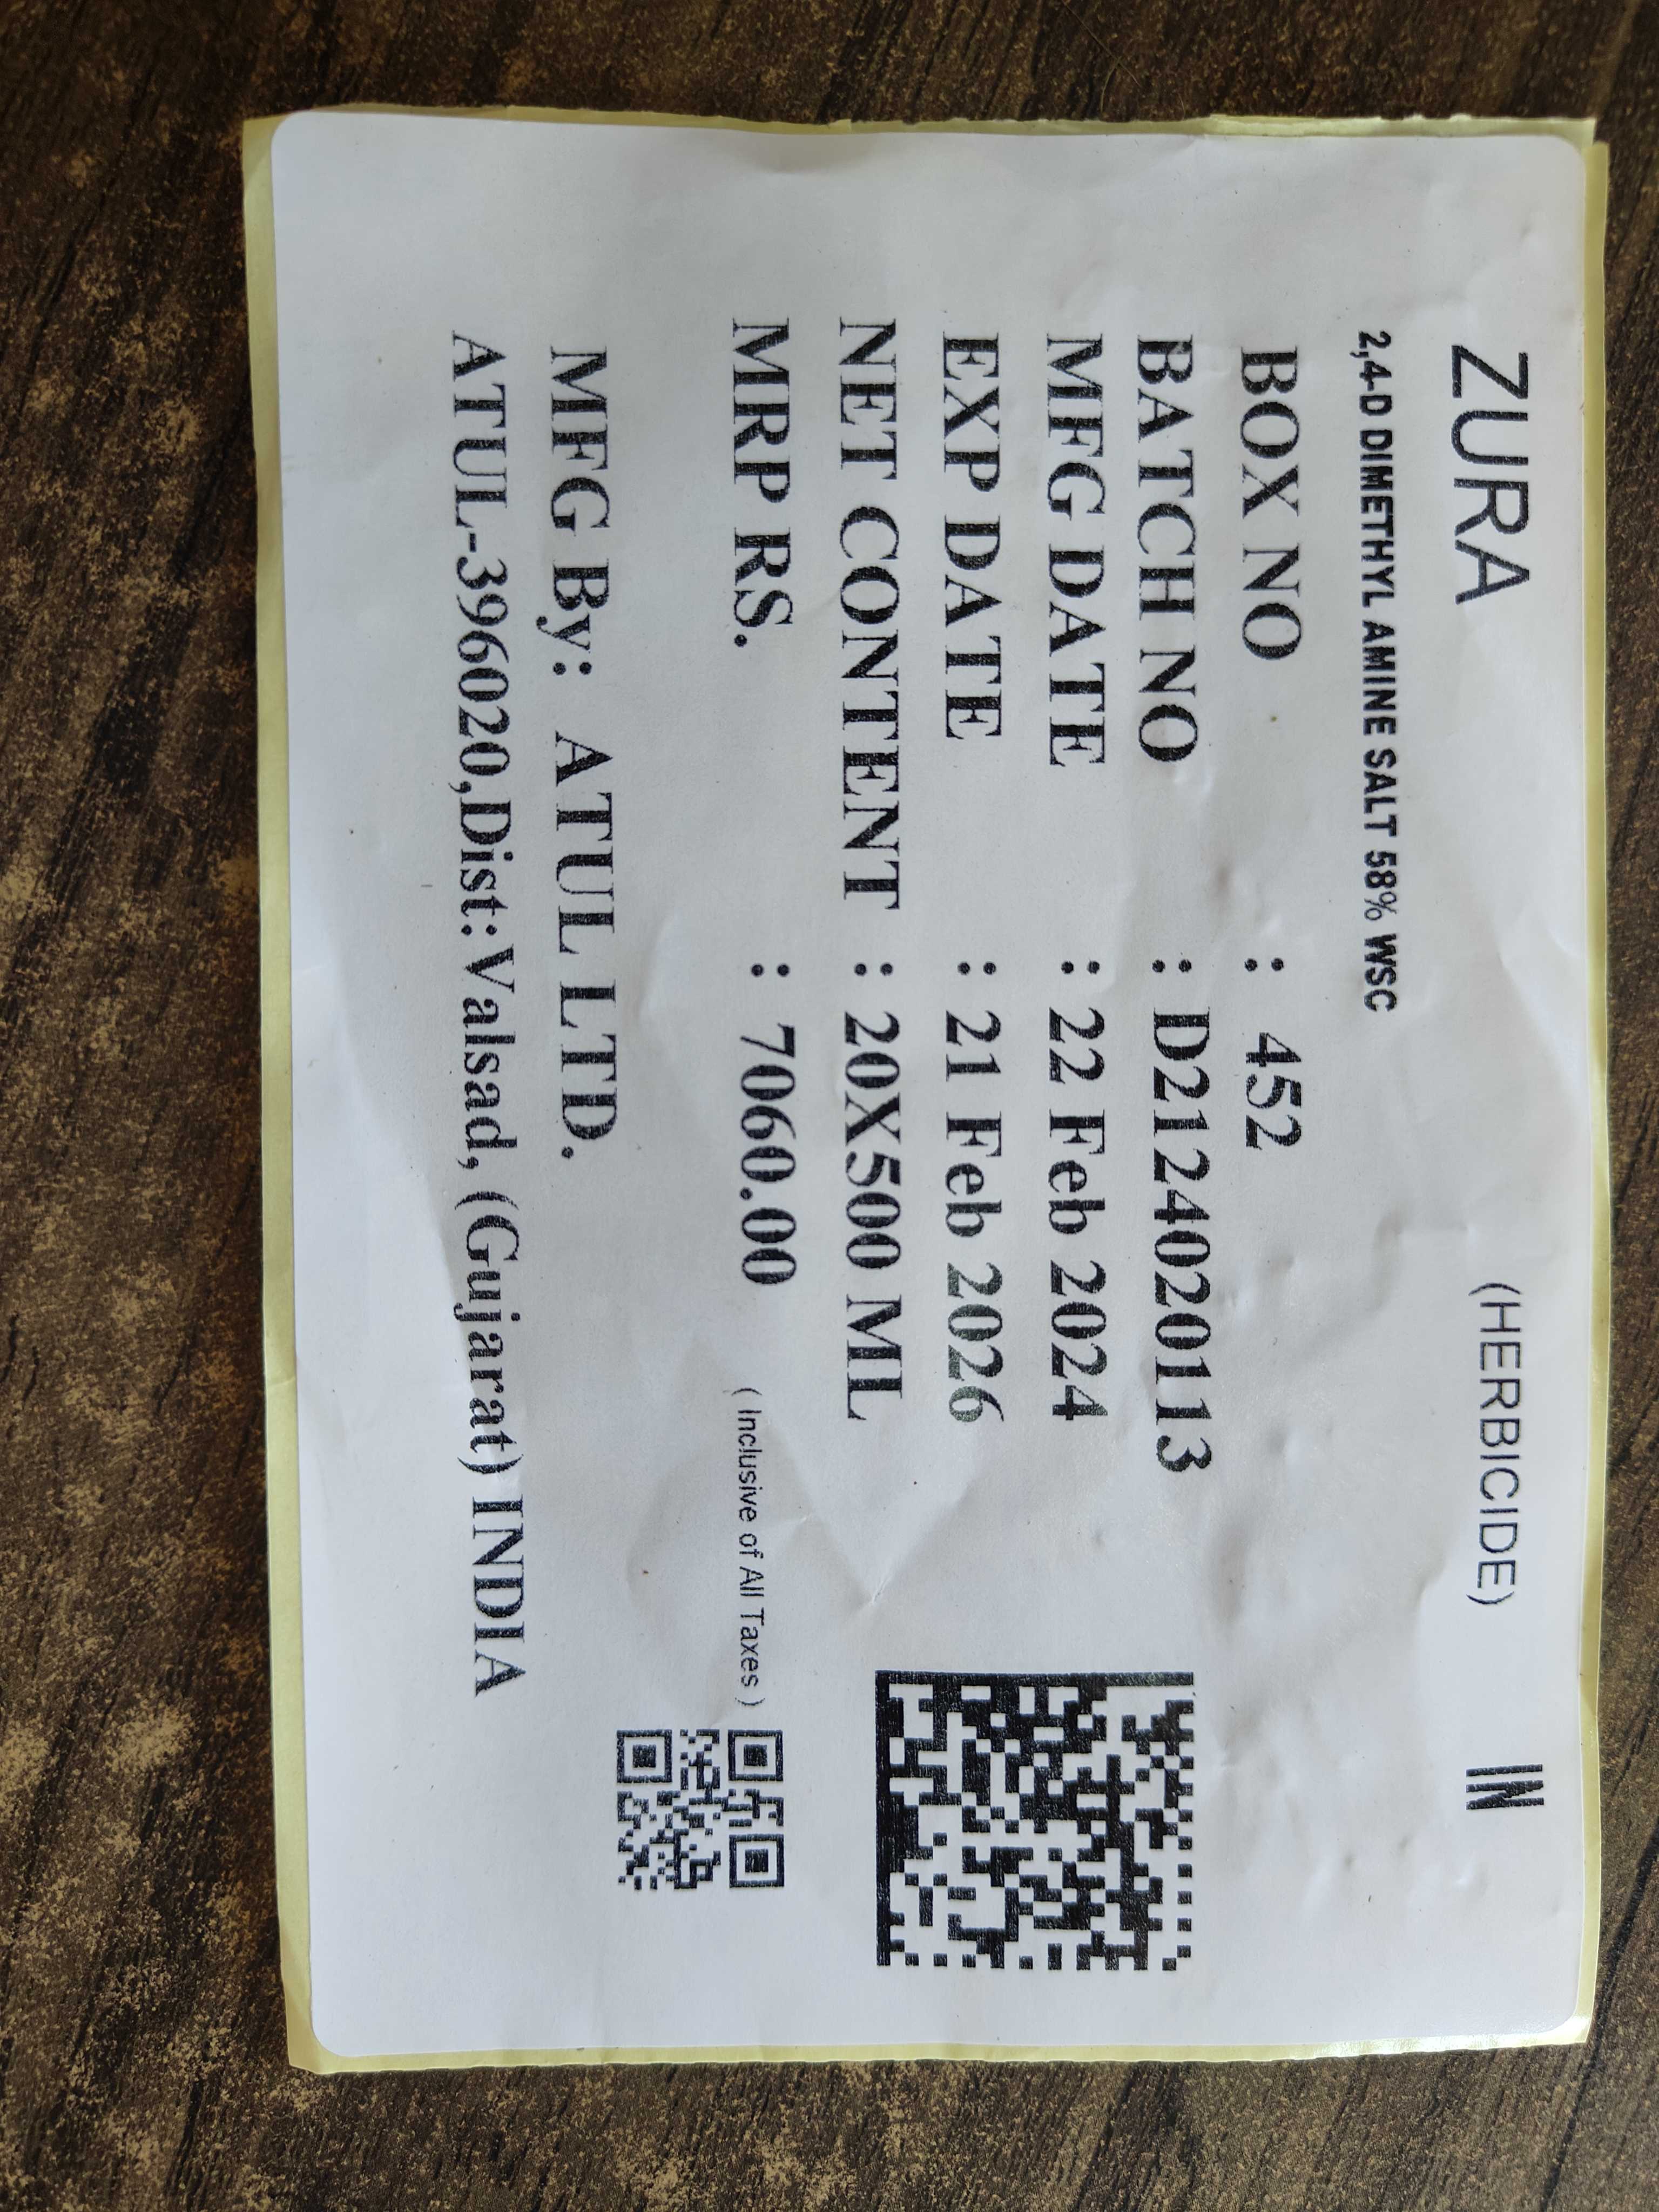 ZURA (HERBICIDE) IN
2,4-D DIMETHYL AMINE SALT 58% WSC
BOX NO : 452
BATCH NO : D2124020113
MFG DATE : 22 Feb 2024
EXP DATE : 21 Feb 2026
NET CONTENT : 20X500 ML
MRP RS. : 7060.00 ( Inclusive of All Taxes )
MFG By: ATUL LTD.
ATUL-396020,Dist:Valsad, (Gujarat) INDIA